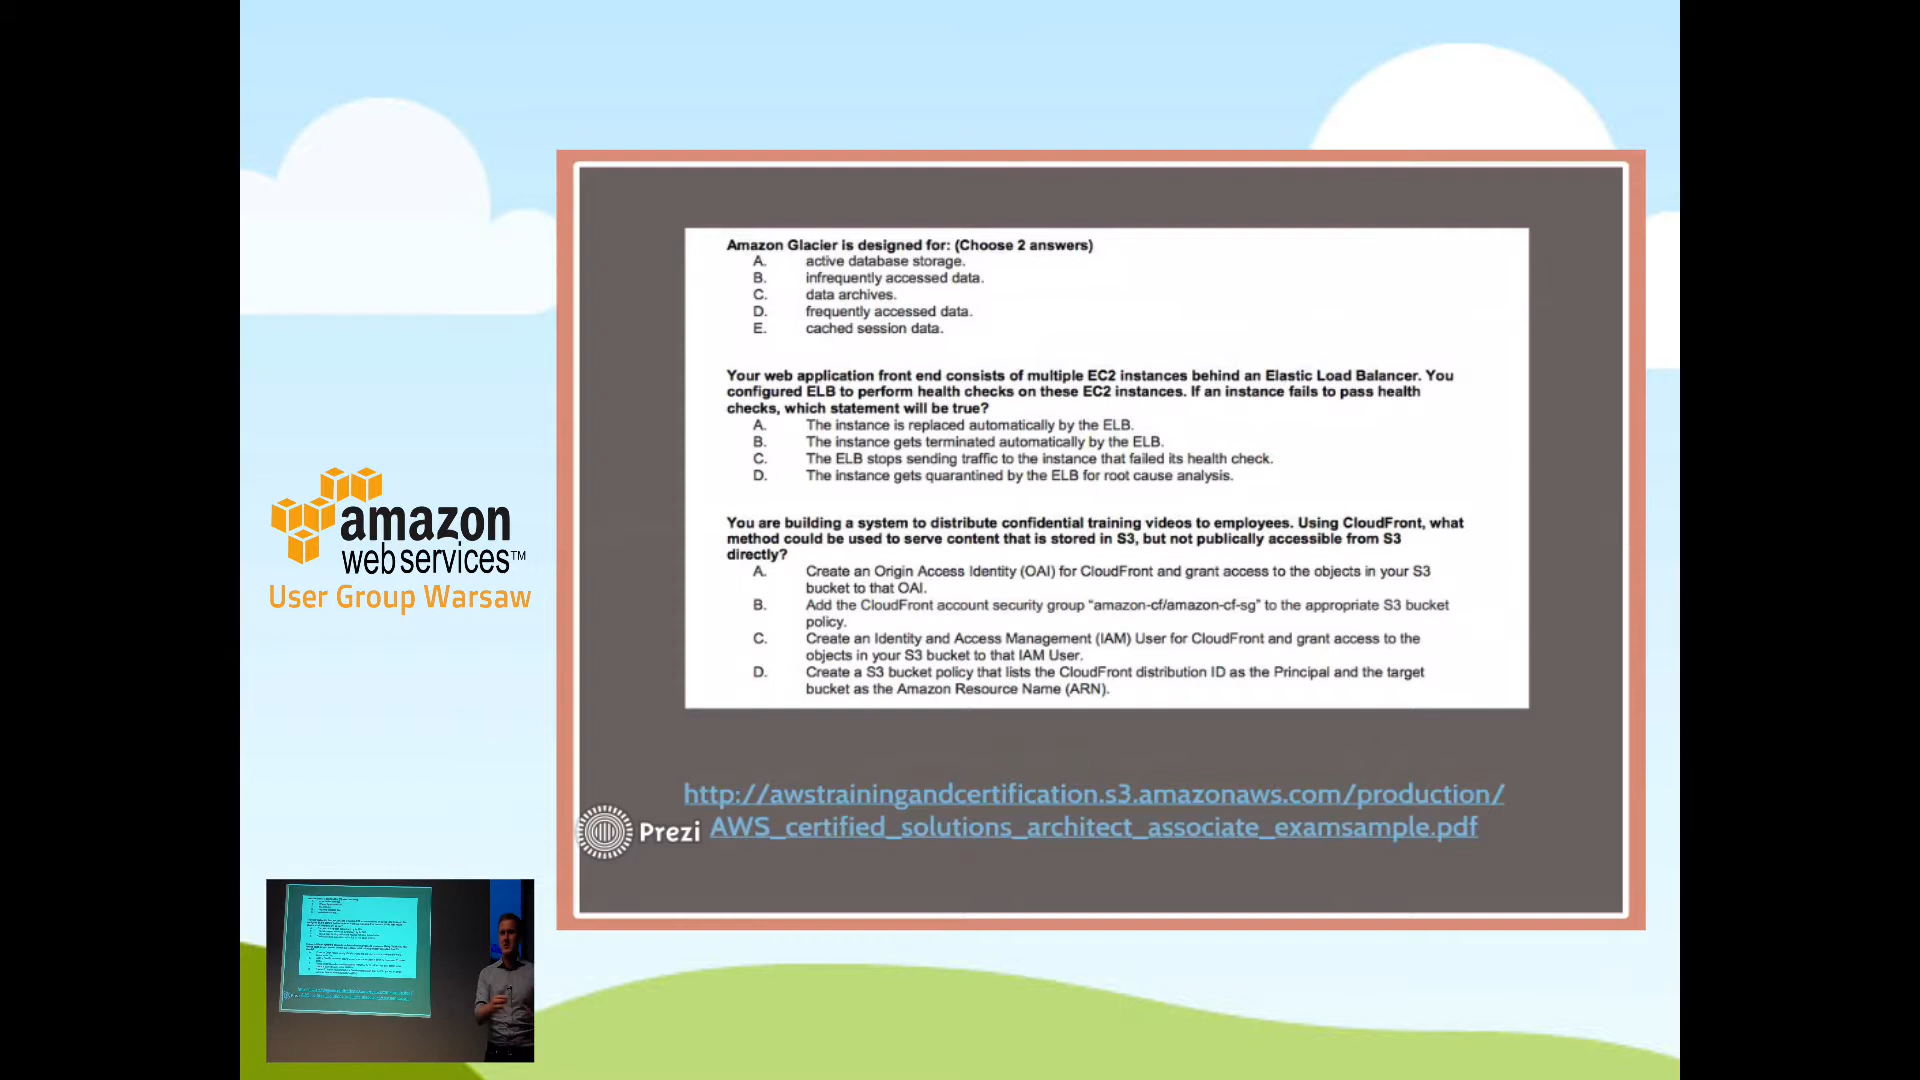 Amazon Glacier is designed for: (Choose 2 answers)
A. active database storage.
B. infrequently accessed data.
C. data archives.
D. frequently accessed data.
E. cached session data.
Your web application front end consists of multiple EC2 instances behind an Elastic Load Balancer. You
configured ELB to perform health checks on these EC2 instances. If an instance fails to pass health
checks, which statement will be true?
A. The instance is replaced automatically by the ELB.
B. The instance gets terminated automatically by the ELB.
C. The ELB stops sending traffic to the instance that failed its health check.
D. The instance gets quarantined by the ELB for root cause analysis.
You are building a system to distribute confidential training videos to employees. Using CloudFront, what
method could be used to serve content that is stored in S3, but not publically accessible from S3
directly?
A. Create an Origin Access Identity (OAI) for CloudFront and grant access to the objects in your S3
bucket to that OAI.
B. Add the CloudFront account security group "amazon-cf/amazon-cf-sg" to the appropriate S3 bucket
policy.
C. Create an Identity and Access Management (IAM) User for CloudFront and grant access to the
objects in your S3 bucket to that IAM User.
D. Create a S3 bucket policy that lists the CloudFront distribution ID as the Principal and the target
bucket as the Amazon Resource Name (ARN).
http://awstrainingandcertification.s3.amazonaws.com/production/
AWS_certified_solutions_architect_associate_examsample.pdf
Prezi
amazon
web services™
User Group Warsaw